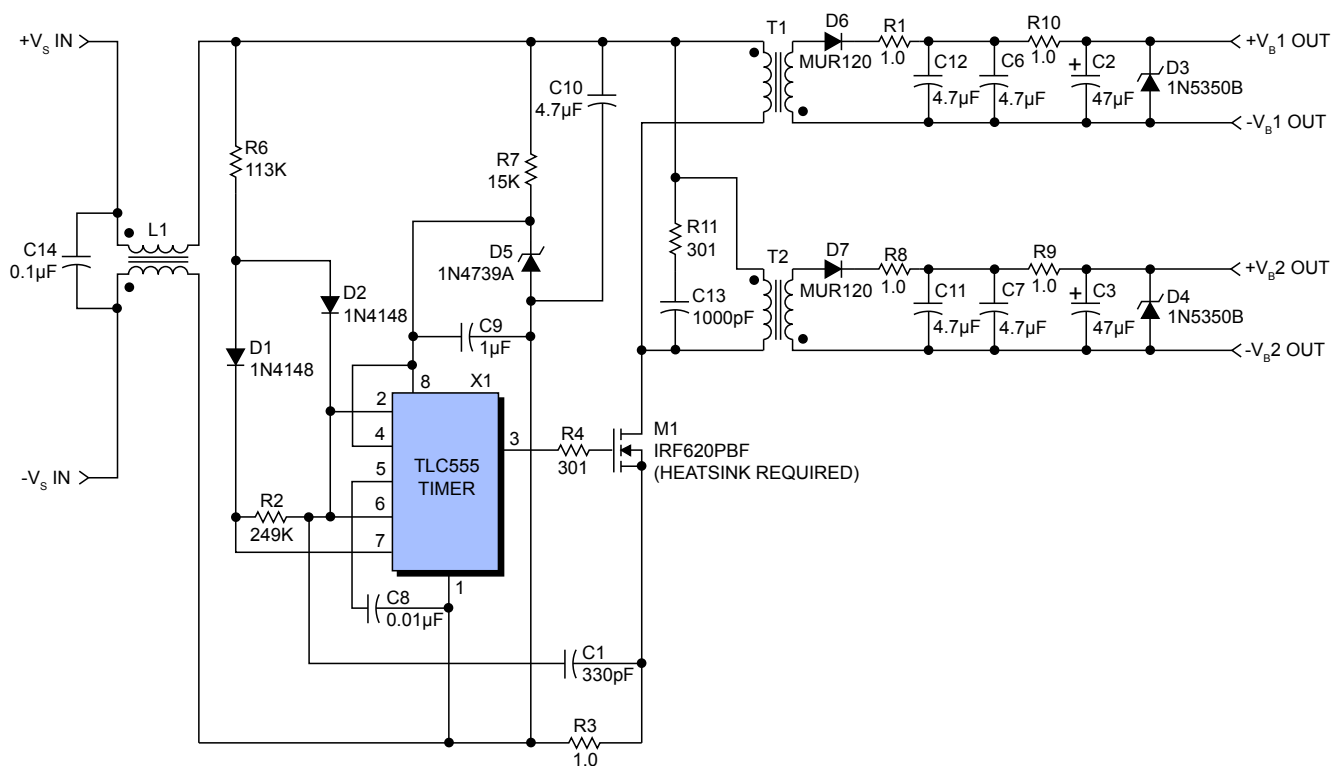 +Vs IN
C14
0.1µF
L1
-Vs IN
R6
113K
D1
1N4148
D2
1N4148
R2
249K
R7
15K
C10
4.7µF
D5
1N4739A
C9
1µF
8
X1
2
4
5
6
7
3
1
TLC555
TIMER
C8
0.01µF
C1
330pF
R3
1.0
R4
301
M1
IRF620PBF
(HEATSINK REQUIRED)
R11
301
C13
1000pF
T1
D6
MUR120
R1
1.0
C12
4.7µF
C6
4.7µF
R10
1.0
+
C2
47µF
D3
1N5350B
+VB1 OUT
-VB1 OUT
T2
D7
MUR120
R8
1.0
C11
4.7µF
C7
4.7µF
R9
1.0
+
C3
47µF
D4
1N5350B
+VB2 OUT
-VB2 OUT